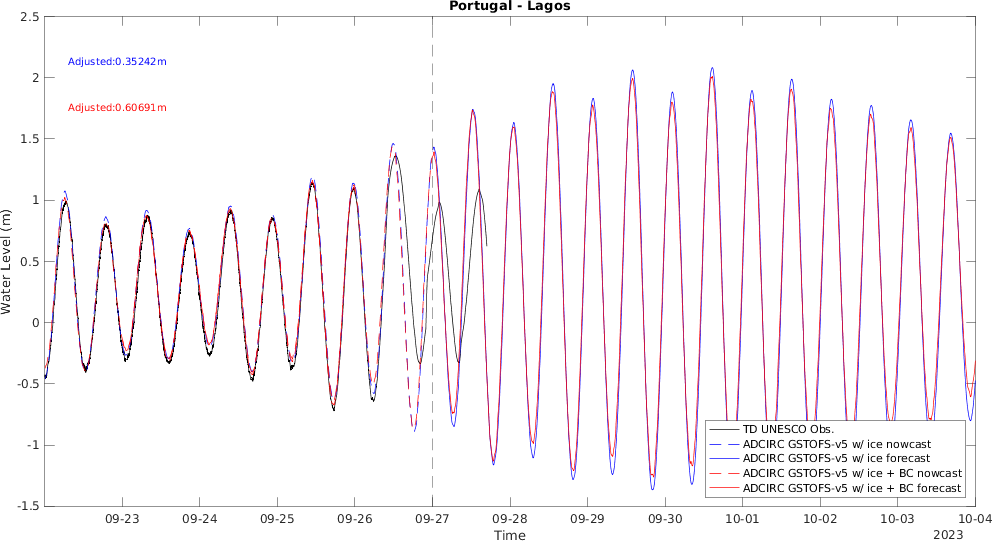 Portugal - Lagos
2.5
2
1.5
1
0.5
0
-0.5
-1
-1.5
Water Level (m)
Adjusted:0.35242m
Adjusted:0.60691m
TD UNESCO Obs.
ADCIRC GSTOFS-v5 w/ ice nowcast
ADCIRC GSTOFS-v5 w/ ice forecast
ADCIRC GSTOFS-v5 w/ ice + BC nowcast
ADCIRC GSTOFS-v5 w/ ice + BC forecast
09-23 09-24 09-25 09-26 09-27 09-28 09-29 09-30 10-01 10-02 10-03 10-04
Time
2023